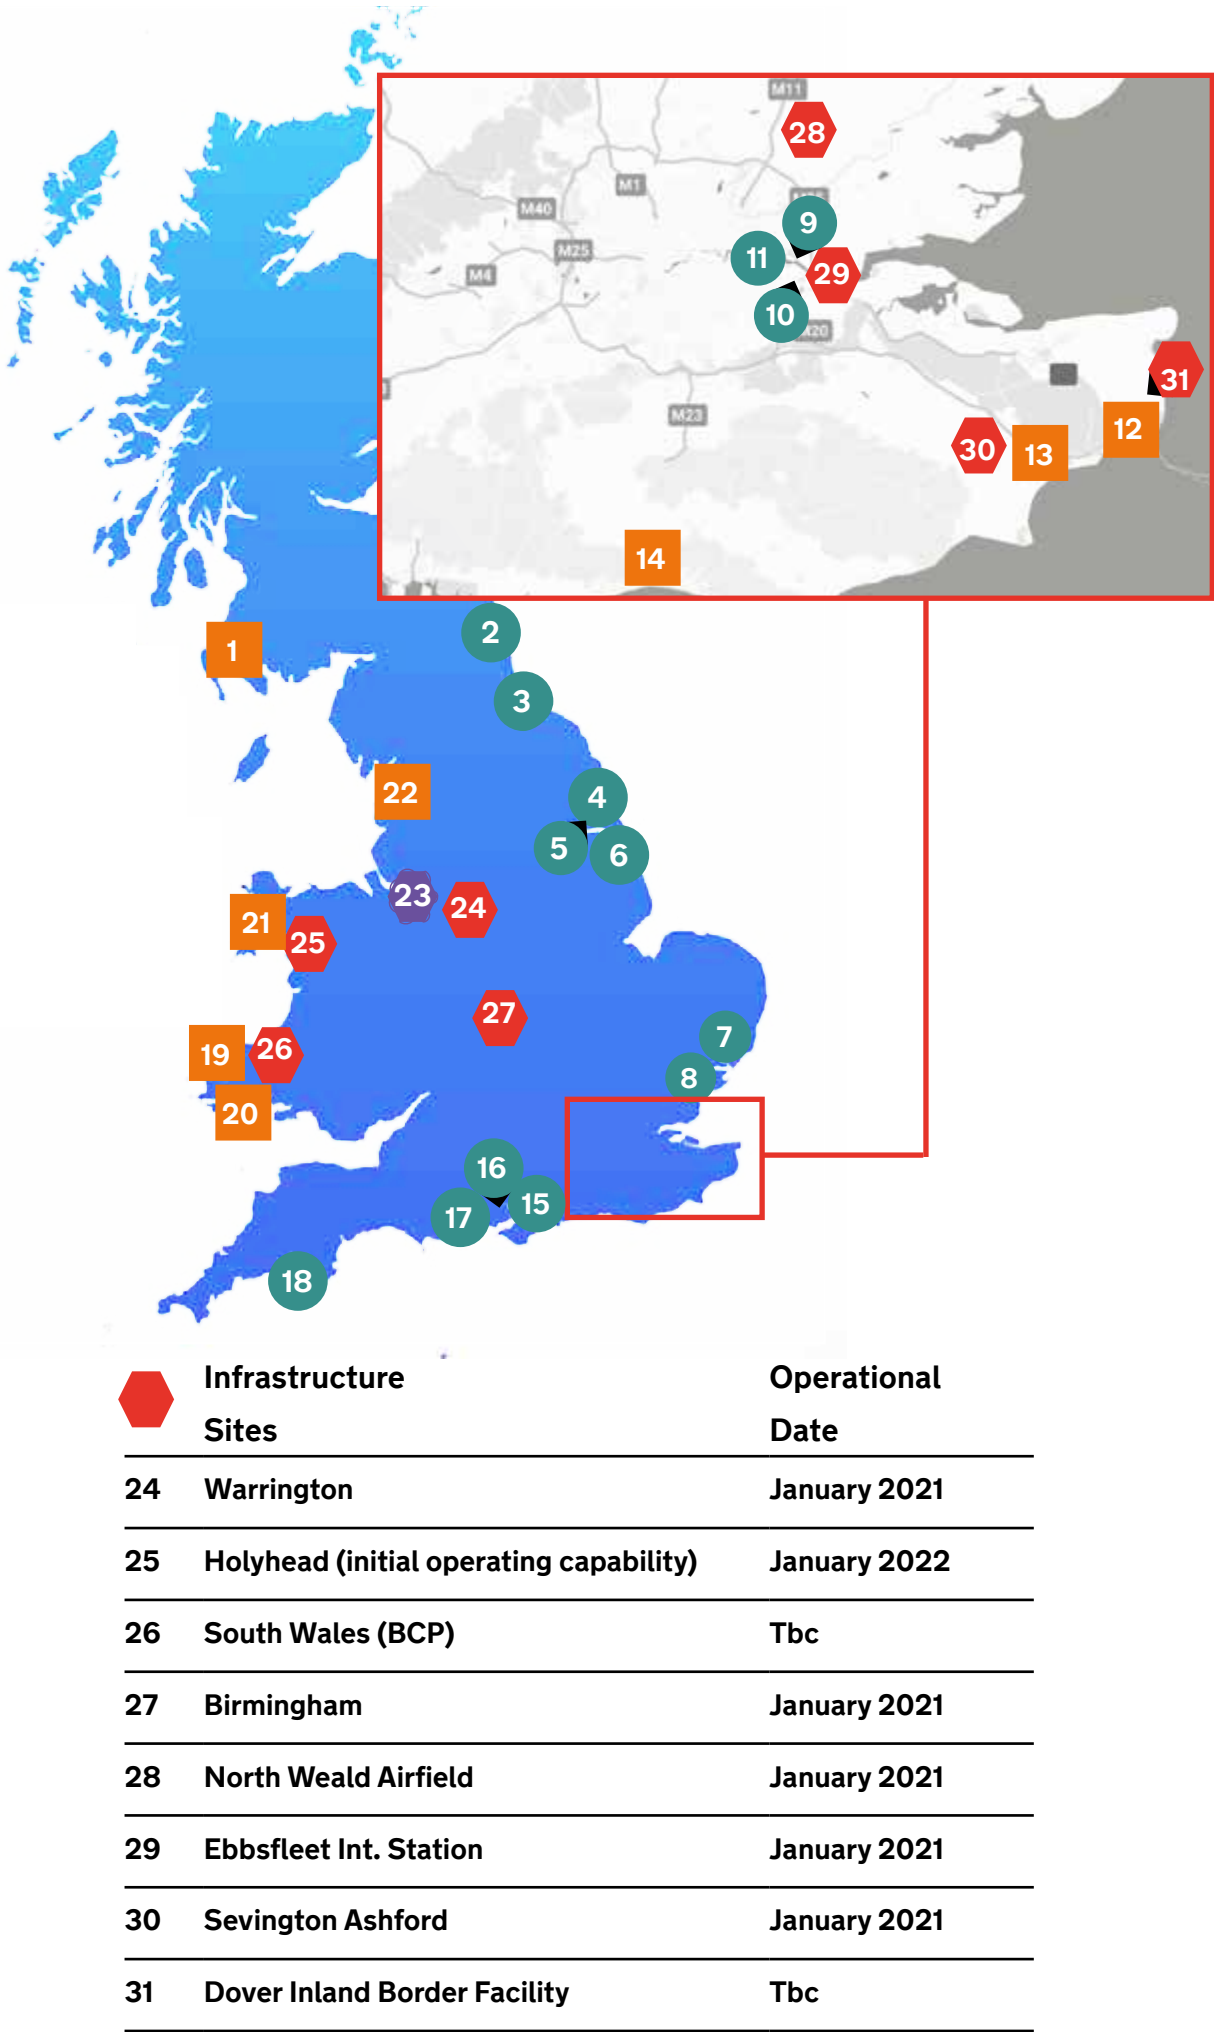 M11
28
M1
M40
9
M25
11
M4
29
10
M20
31
M23
12
30
13
14
2
1
3
22
4
5
6
23
24
21
25
27
7
19
26
8
20
16
15
17
18
Infrastructure Sites Operational Date
24 Warrington January 2021
25 Holyhead (initial operating capability) January 2022
26 South Wales (BCP) Tbc
27 Birmingham January 2021
28 North Weald Airfield January 2021
29 Ebbsfleet Int. Station January 2021
30 Sevington Ashford January 2021
31 Dover Inland Border Facility Tbc